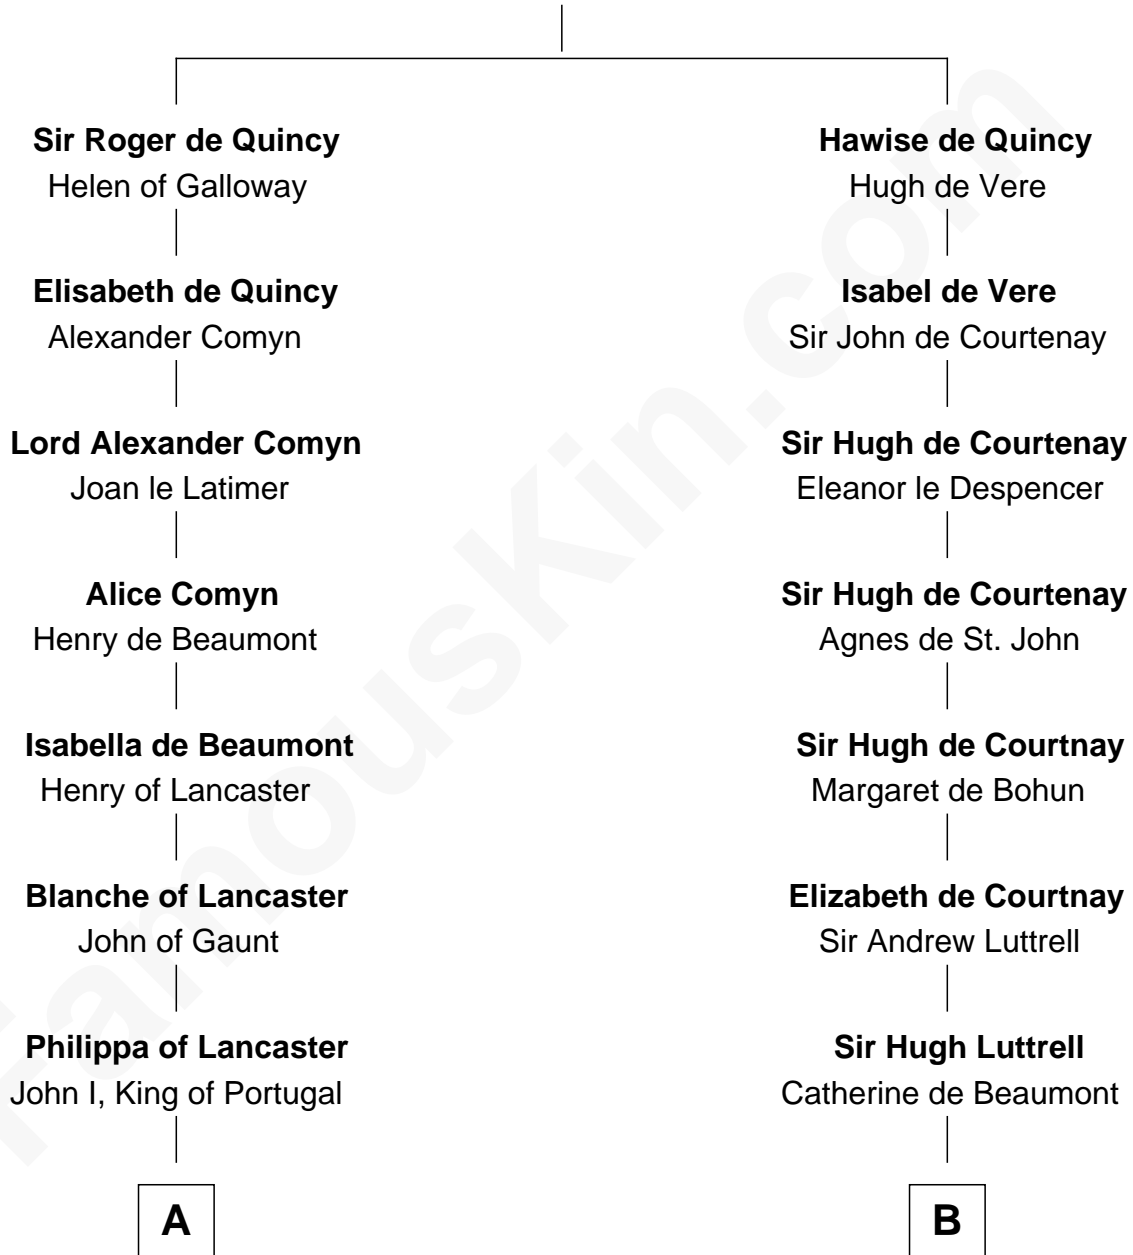 Sir Roger de Quincy
Helen of Galloway
Elisabeth de Quincy
Alexander Comyn
Lord Alexander Comyn
Joan le Latimer
Alice Comyn
Henry de Beaumont
Isabella de Beaumont
Henry of Lancaster
Blanche of Lancaster
John of Gaunt
Philippa of Lancaster
John I, King of Portugal
A
Hawise de Quincy
Hugh de Vere
Isabel de Vere
Sir John de Courtenay
Sir Hugh de Courtenay
Eleanor le Despencer
Sir Hugh de Courtenay
Agnes de St. John
Sir Hugh de Courtnay
Margaret de Bohun
Elizabeth de Courtnay
Sir Andrew Luttrell
Sir Hugh Luttrell
Catherine de Beaumont
B
FamousKin.com